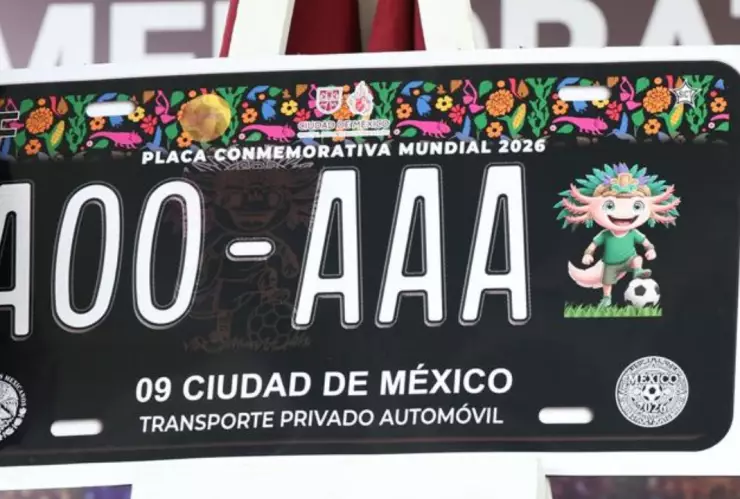 CIUDAD DE MÉXICO
PLACA CONMEMORATIVA MUNDIAL 2026
A00-AAA
09 CIUDAD DE MÉXICO
TRANSPORTE PRIVADO AUTOMÓVIL
MÉXICO
2026